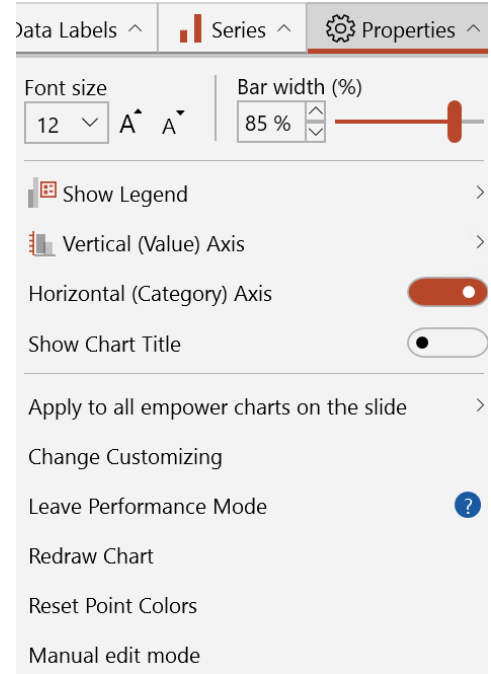 Data Labels
Series
Properties
Font size
Bar width (%)
12
A A
85 %
Show Legend
Vertical (Value) Axis
Horizontal (Category) Axis
Show Chart Title
Apply to all empower charts on the slide
Change Customizing
Leave Performance Mode ?
Redraw Chart
Reset Point Colors
Manual edit mode